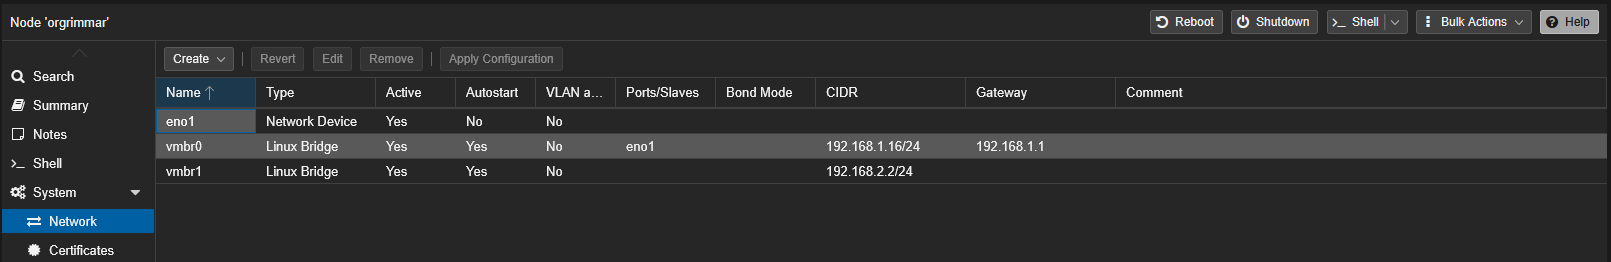 Node 'orgrimmar'
Reboot Shutdown Shell Bulk Actions Help
Search
Summary
Notes
Shell
System
Network
Certificates
Create Revert Edit Remove Apply Configuration
Name Type Active Autostart VLAN a... Ports/Slaves Bond Mode CIDR Gateway Comment
eno1 Network Device Yes No No
vmbr0 Linux Bridge Yes Yes No eno1 192.168.1.16/24 192.168.1.1
vmbr1 Linux Bridge Yes Yes No 192.168.2.2/24